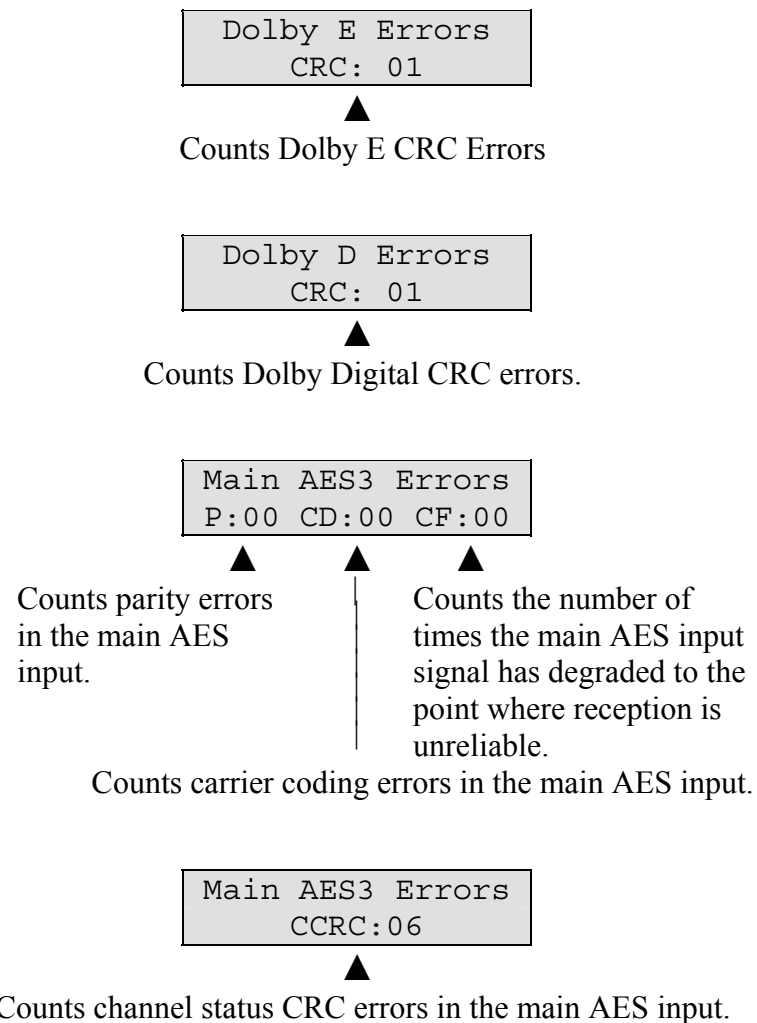 Dolby E Errors
CRC: 01
Counts Dolby E CRC Errors
Dolby D Errors
CRC: 01
Counts Dolby Digital CRC errors.
Main AES3 Errors
P:00 CD:00 CF:00
Counts parity errors
in the main AES
input.
Counts the number of
times the main AES input
signal has degraded to the
point where reception is
unreliable.
Counts carrier coding errors in the main AES input.
Main AES3 Errors
CCRC:06
Counts channel status CRC errors in the main AES input.